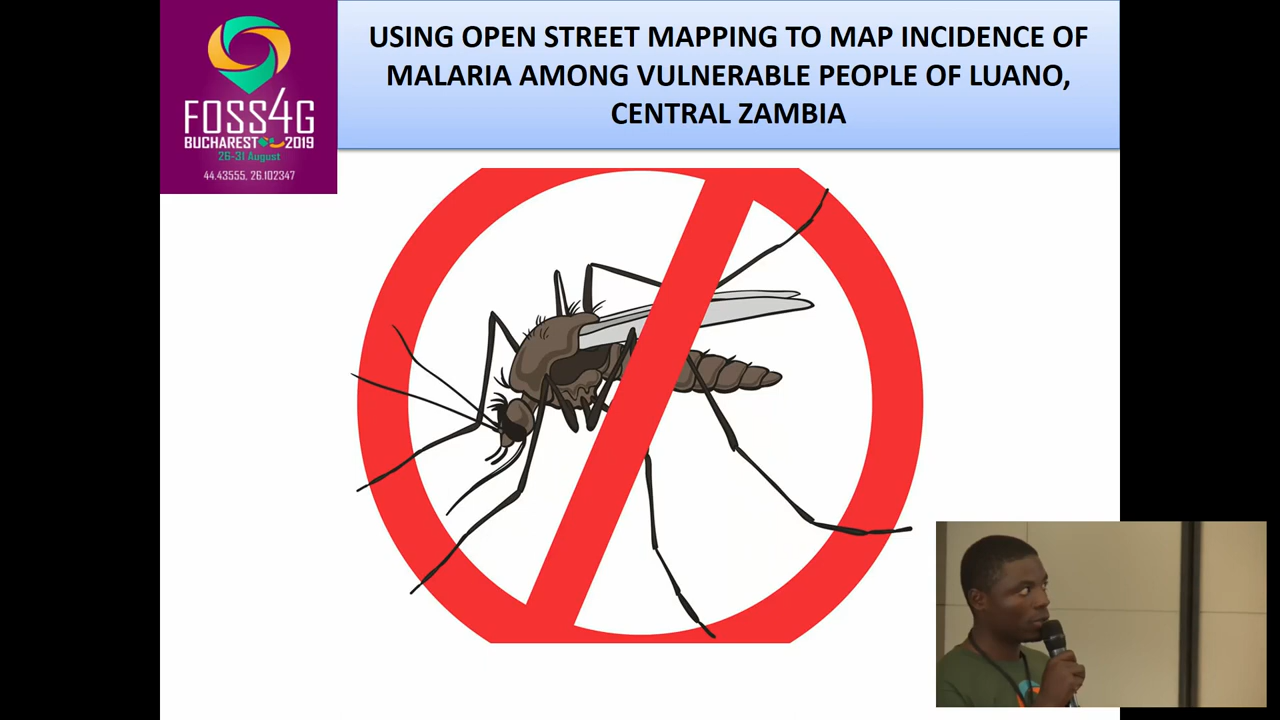 USING OPEN STREET MAPPING TO MAP INCIDENCE OF
MALARIA AMONG VULNERABLE PEOPLE OF LUANO,
CENTRAL ZAMBIA
FOSS4G
BUCHAREST 2019
26-31 August
44.43555, 26.102347